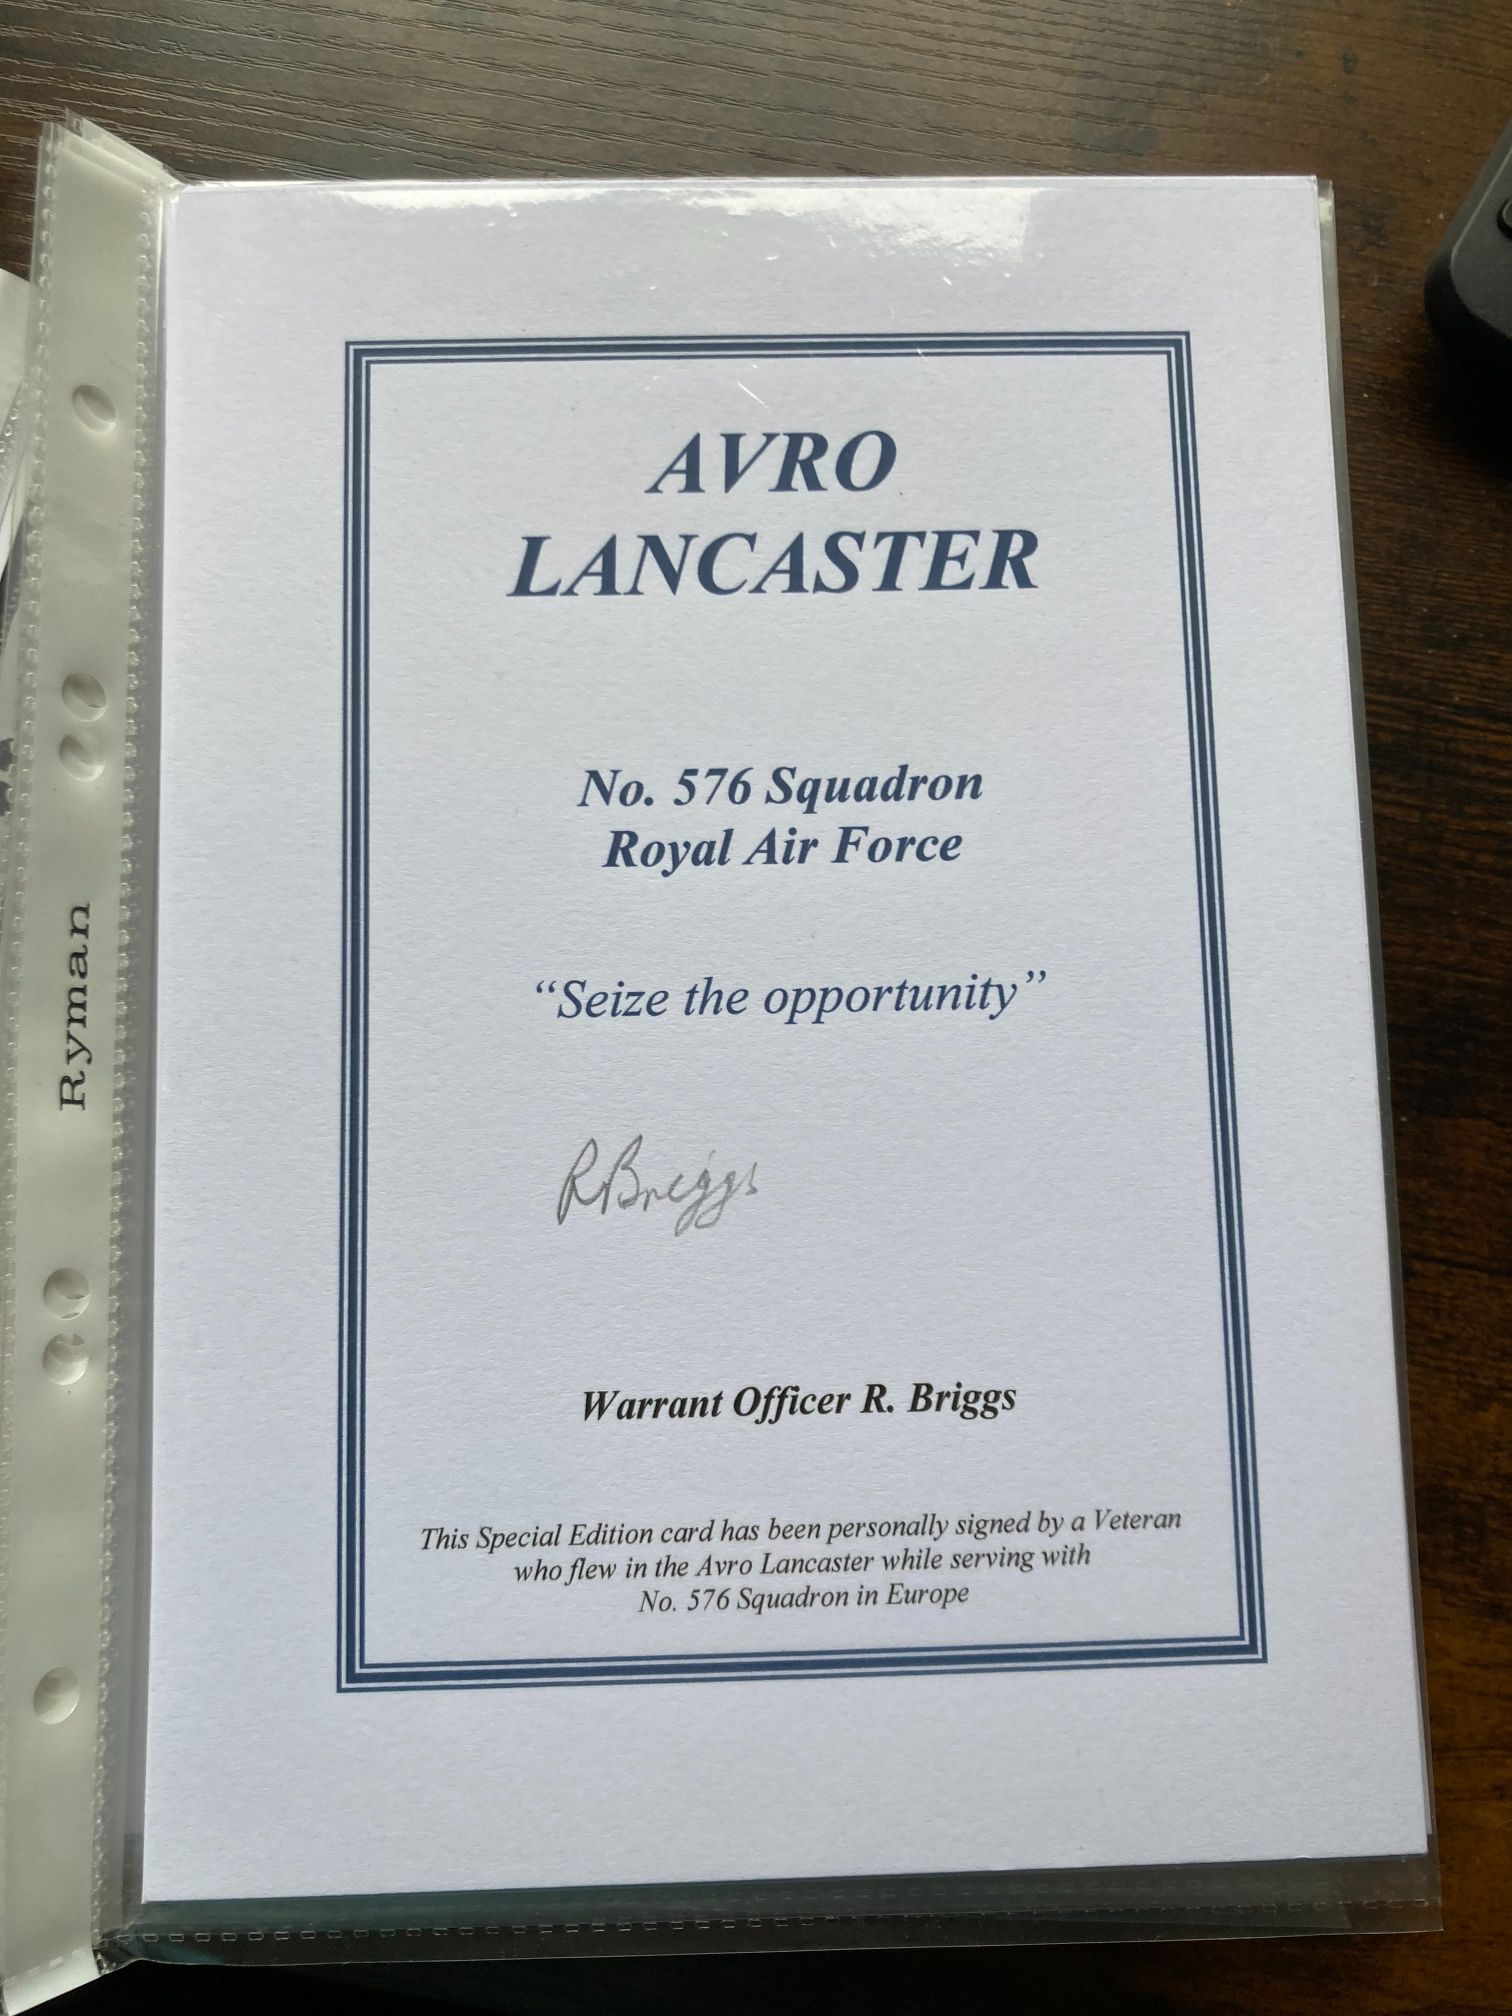 AVRO
LANCASTER
No. 576 Squadron
Royal Air Force
“Seize the opportunity”
R Briggs
Warrant Officer R. Briggs
This Special Edition card has been personally signed by a Veteran
who flew in the Avro Lancaster while serving with
No. 576 Squadron in Europe
Ryman